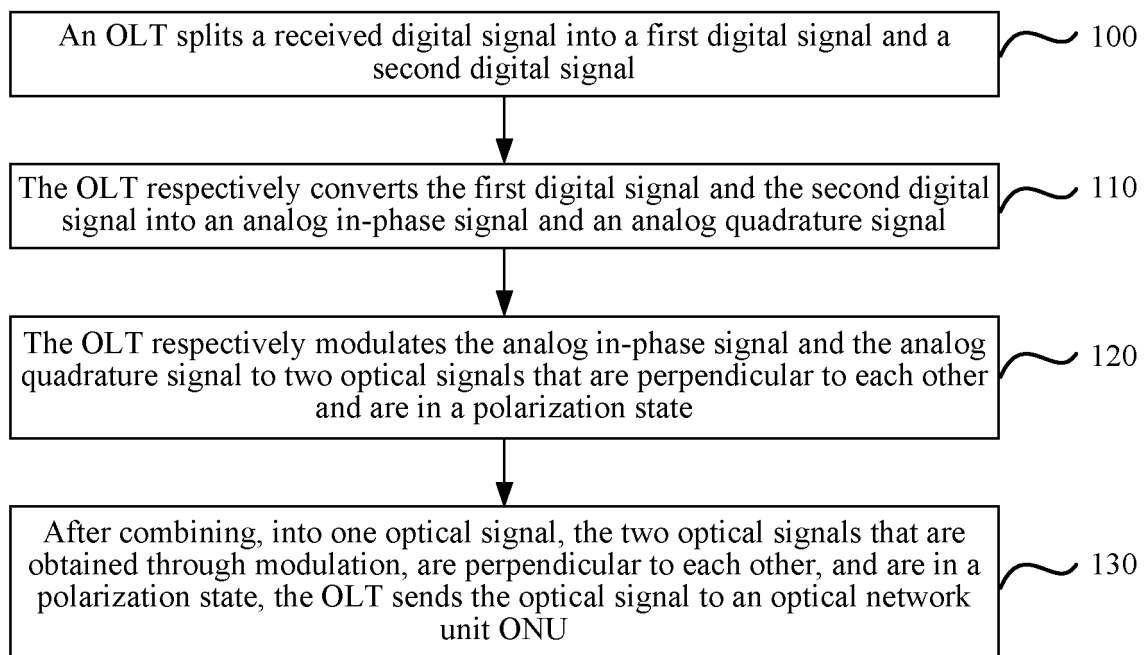 An OLT splits a received digital signal into a first digital signal and a
second digital signal
100
The OLT respectively converts the first digital signal and the second digital
signal into an analog in-phase signal and an analog quadrature signal
110
The OLT respectively modulates the analog in-phase signal and the analog
quadrature signal to two optical signals that are perpendicular to each other
and are in a polarization state
120
After combining, into one optical signal, the two optical signals that are
obtained through modulation, are perpendicular to each other, and are in a
polarization state, the OLT sends the optical signal to an optical network
unit ONU
130